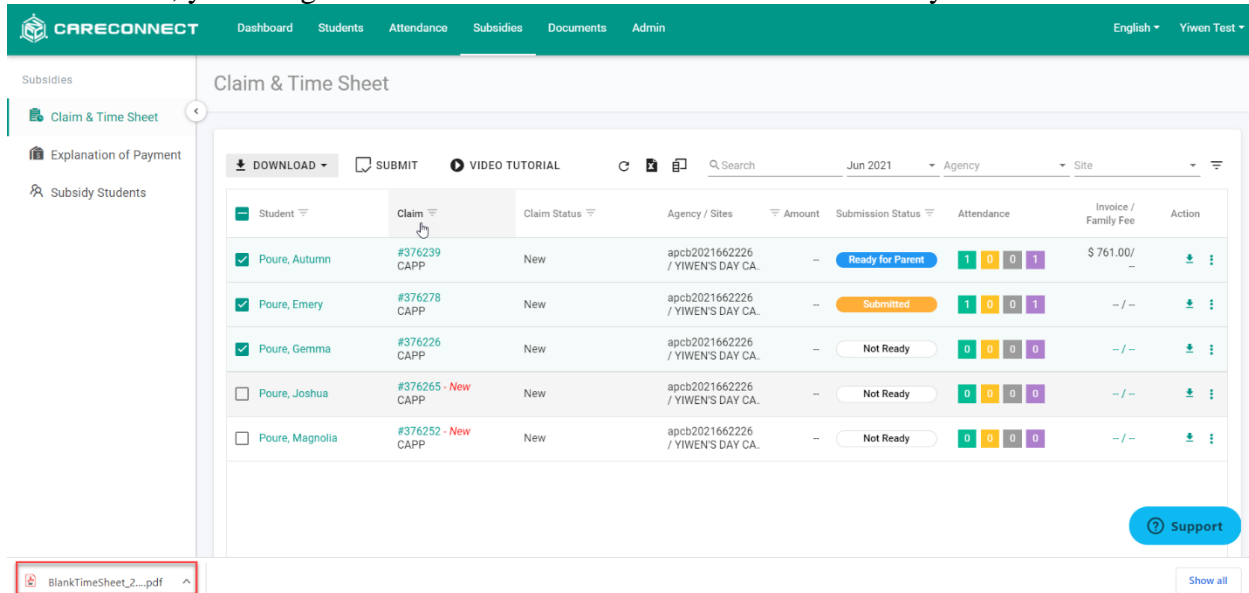 CARECONNECT Dashboard Students Attendance Subsidies Documents Admin English Yiwen Test
Subsidies
Claim & Time Sheet
Explanation of Payment
Subsidy Students
Claim & Time Sheet
DOWNLOAD SUBMIT VIDEO TUTORIAL Search Jun 2021 Agency Site
Student Claim Claim Status Agency / Sites Amount Submission Status Attendance Invoice / Family Fee Action
Poure, Autumn #376239 New apcb2021662226 -- Ready for Parent 1 0 0 1 $ 761.00/
CAPP / YIWEN'S DAY CA.. --
Poure, Emery #376278 New apcb2021662226 -- Submitted 1 0 0 1 -- / --
CAPP / YIWEN'S DAY CA..
Poure, Gemma #376226 New apcb2021662226 -- Not Ready 0 0 0 0 -- / --
CAPP / YIWEN'S DAY CA..
Poure, Joshua #376265 - New New apcb2021662226 -- Not Ready 0 0 0 0 -- / --
CAPP / YIWEN'S DAY CA..
Poure, Magnolia #376252 - New New apcb2021662226 -- Not Ready 0 0 0 0 -- / --
CAPP / YIWEN'S DAY CA..
Support
BlankTimeSheet_2....pdf Show all